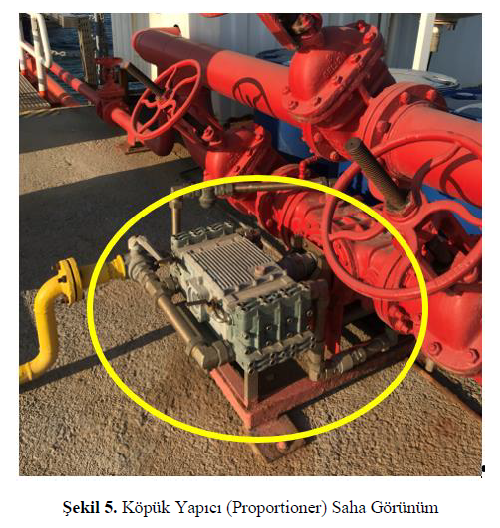 Şekil 5. Köpük Yapıcı (Proportioner) Saha Görünüm